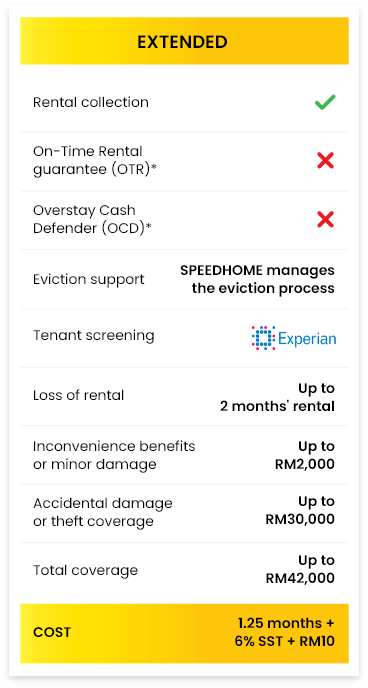 EXTENDED
Rental collection
On-Time Rental
guarantee (OTR)*
Overstay Cash
Defender (OCD)*
Eviction support
SPEEDHOME manages
the eviction process
Tenant screening
Experian
Loss of rental
Up to
2 months' rental
Inconvenience benefits
or minor damage
Up to
RM2,000
Accidental damage
or theft coverage
Up to
RM30,000
Total coverage
Up to
RM42,000
COST
1.25 months +
6% SST + RM10